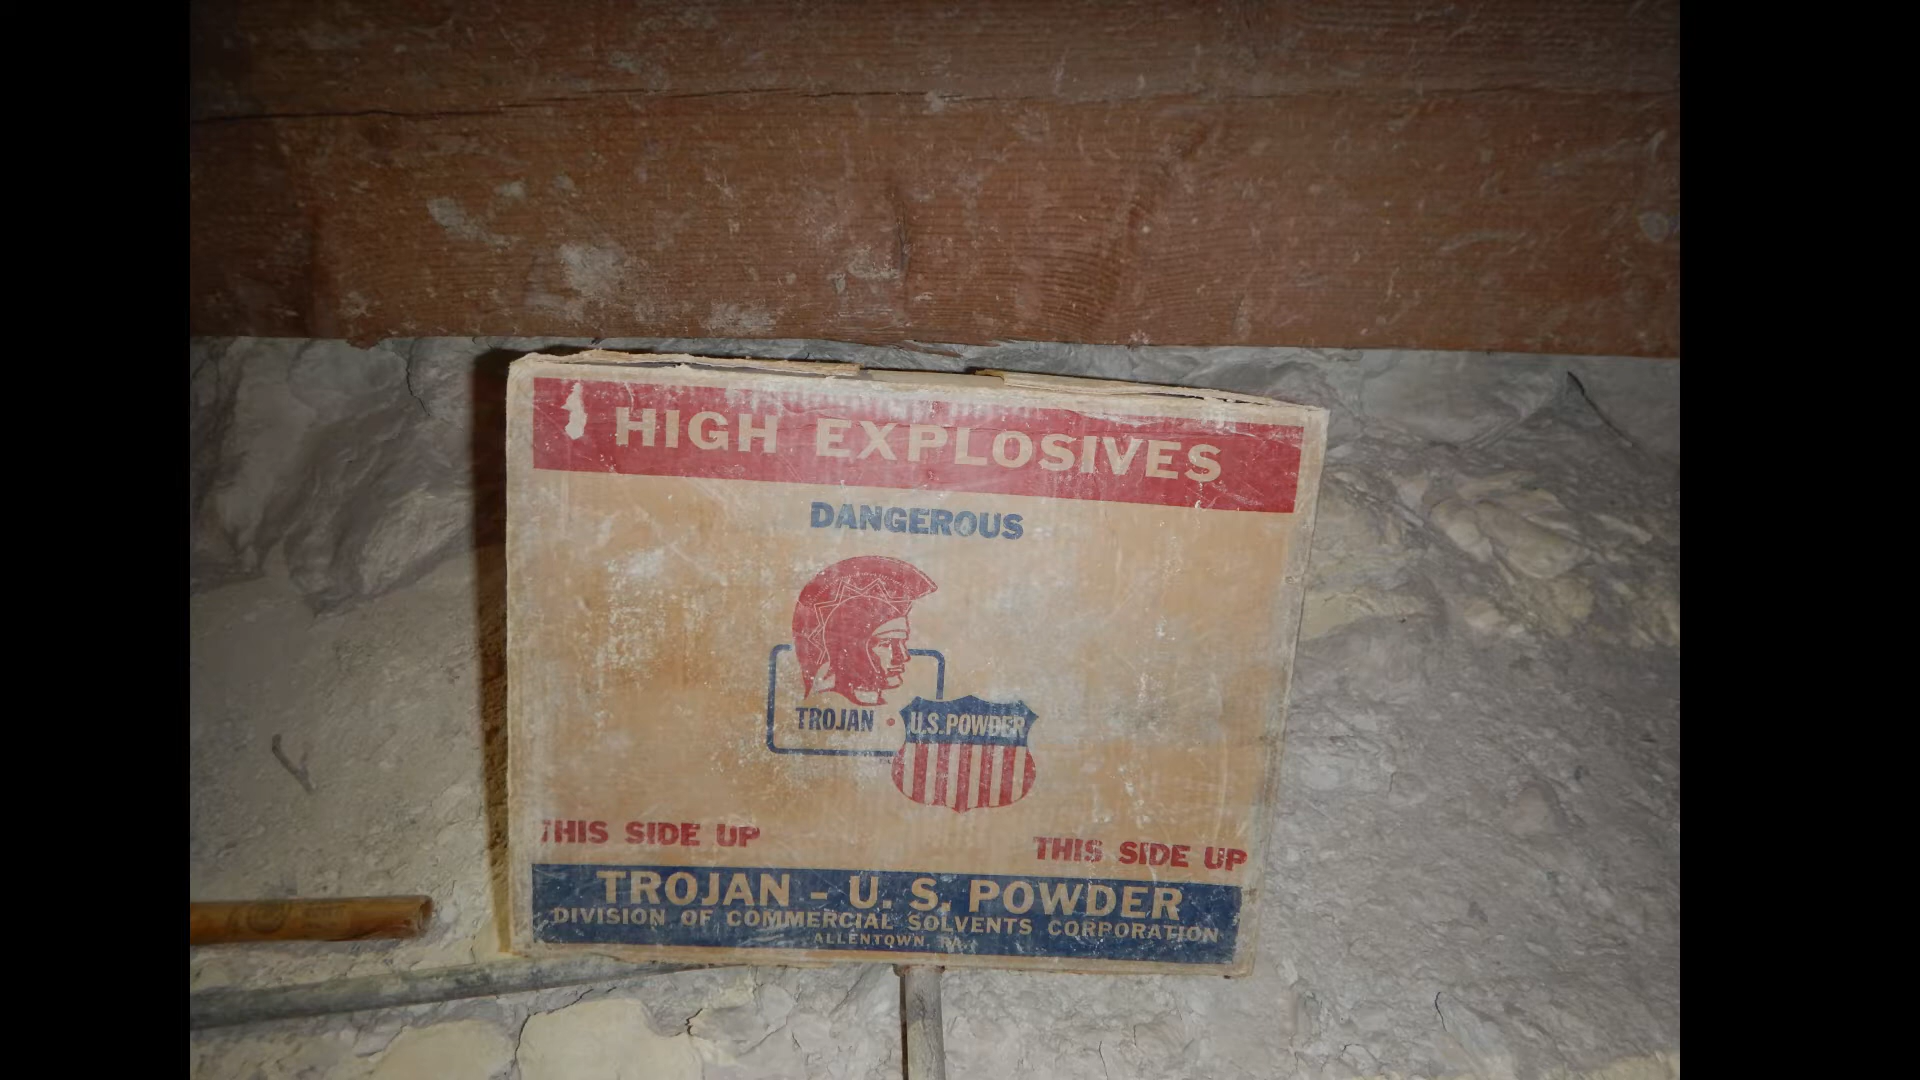 HIGH EXPLOSIVES
DANGEROUS
TROJAN • U.S. POWDER
THIS SIDE UP THIS SIDE UP
TROJAN - U. S. POWDER
DIVISION OF COMMERCIAL SOLVENTS CORPORATION
ALLENTOWN, PA.